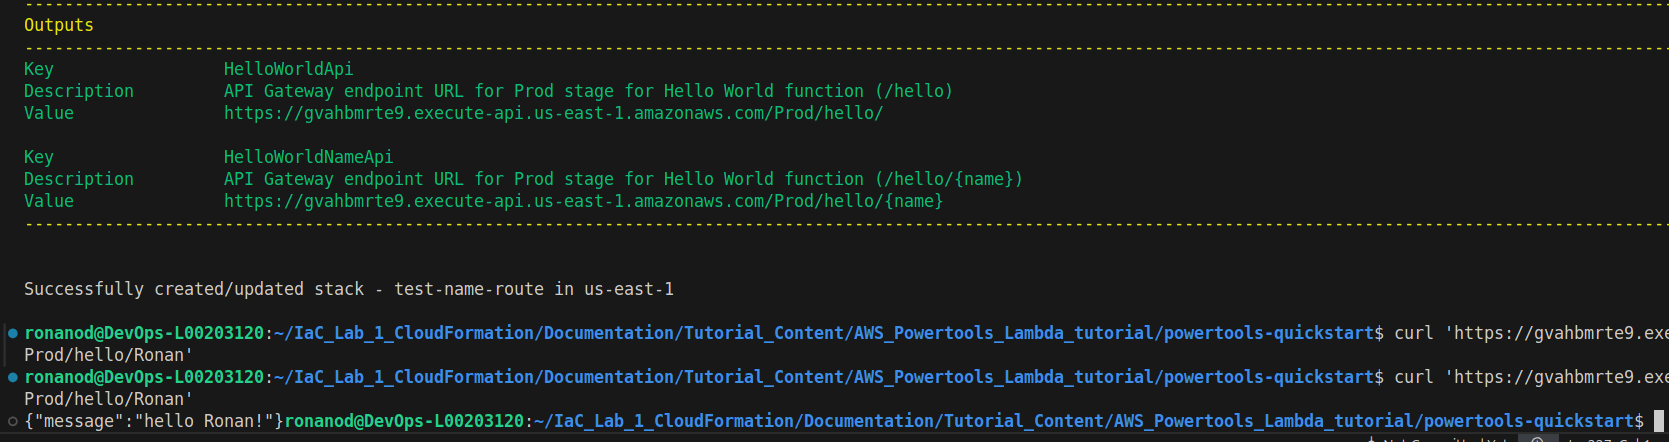 Outputs
Key HelloWorldApi
Description API Gateway endpoint URL for Prod stage for Hello World function (/hello)
Value https://gvahbmrte9.execute-api.us-east-1.amazonaws.com/Prod/hello/
Key HelloWorldNameApi
Description API Gateway endpoint URL for Prod stage for Hello World function (/hello/{name})
Value https://gvahbmrte9.execute-api.us-east-1.amazonaws.com/Prod/hello/{name}
Successfully created/updated stack - test-name-route in us-east-1
ronanod@DevOps-L00203120:~/IaC_Lab_1_CloudFormation/Documentation/Tutorial_Content/AWS_Powertools_Lambda_tutorial/powertools-quickstart$ curl 'https://gvahbmrte9.exe
Prod/hello/Ronan'
ronanod@DevOps-L00203120:~/IaC_Lab_1_CloudFormation/Documentation/Tutorial_Content/AWS_Powertools_Lambda_tutorial/powertools-quickstart$ curl 'https://gvahbmrte9.exe
Prod/hello/Ronan'
{"message":"hello Ronan!"}ronanod@DevOps-L00203120:~/IaC_Lab_1_CloudFormation/Documentation/Tutorial_Content/AWS_Powertools_Lambda_tutorial/powertools-quickstart$